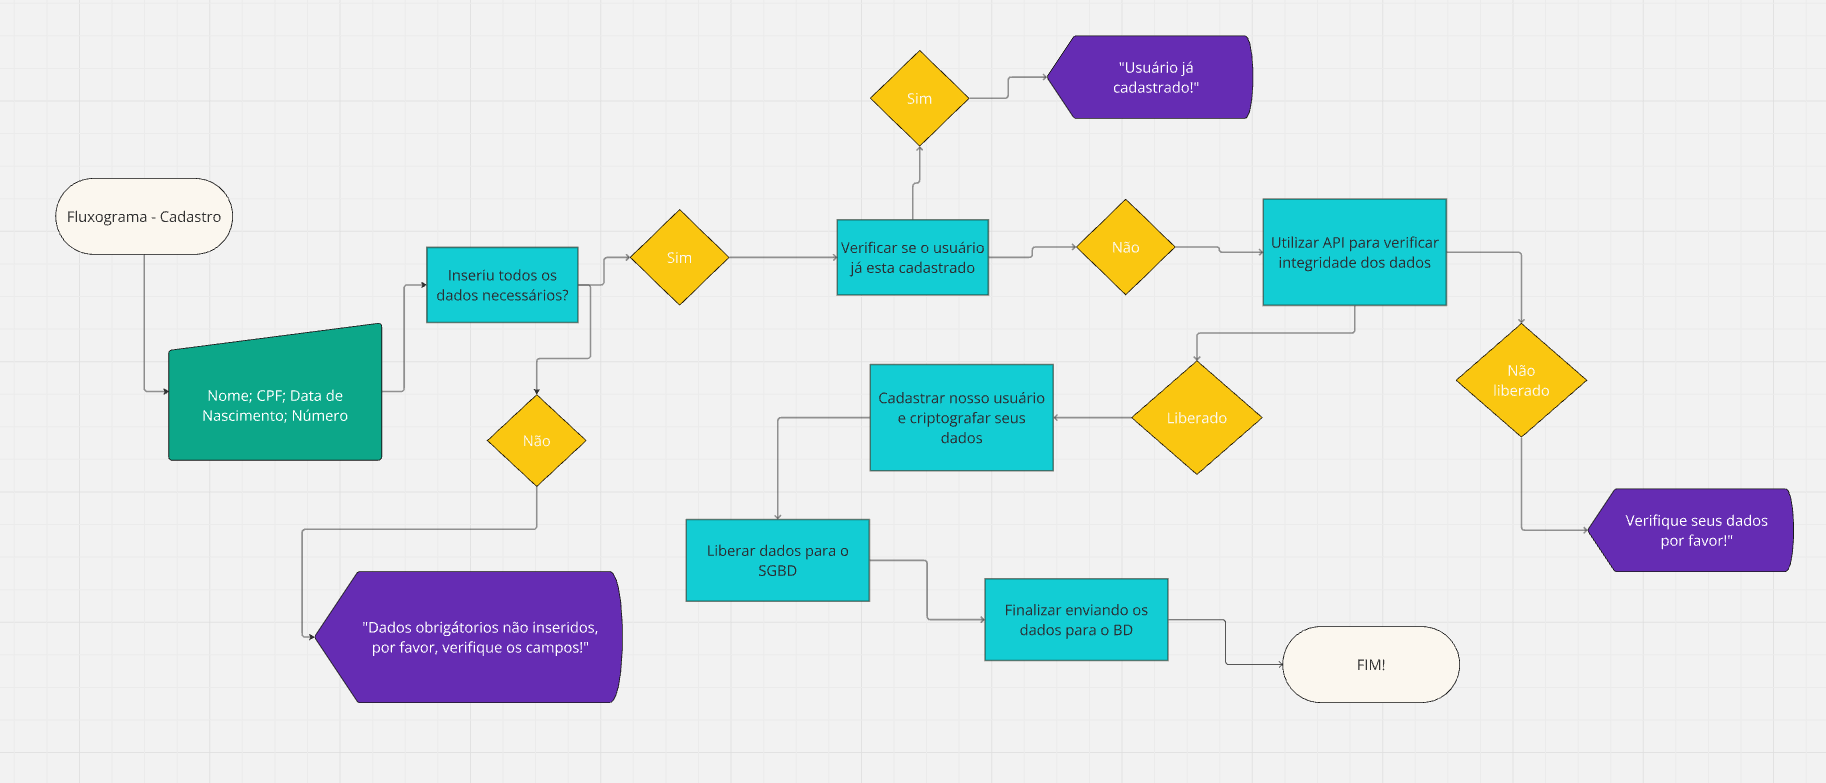 Fluxograma - Cadastro
Nome; CPF; Data de
Nascimento; Número
Inseriu todos os
dados necessários?
Não
"Dados obrigátorios não inseridos,
por favor, verifique os campos!"
Sim
Verificar se o usuário
já esta cadastrado
Sim
"Usuário já
cadastrado!"
Não
Utilizar API para verificar
integridade dos dados
Não
liberado
Verifique seus dados
por favor!"
Liberado
Cadastrar nosso usuário
e criptografar seus
dados
Liberar dados para o
SGBD
Finalizar enviando os
dados para o BD
FIM!